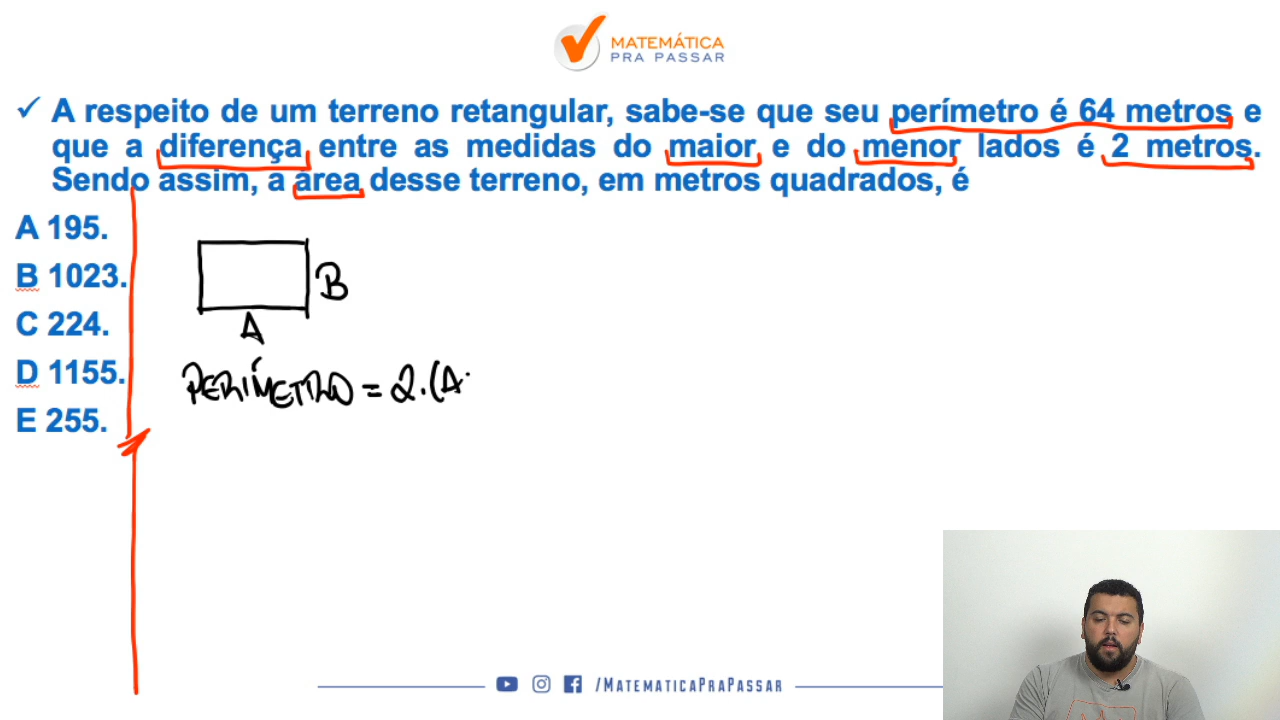 MATEMÁTICA
PRA PASSAR
✓ A respeito de um terreno retangular, sabe-se que seu perímetro é 64 metros e
que a diferença entre as medidas do maior e do menor lados é 2 metros.
Sendo assim, a área desse terreno, em metros quadrados, é
A 195.
B 1023.
C 224.
D 1155.
E 255.
B
A
PERÍMETRO = 2.(A
/MATEMATICAPRAPASSAR